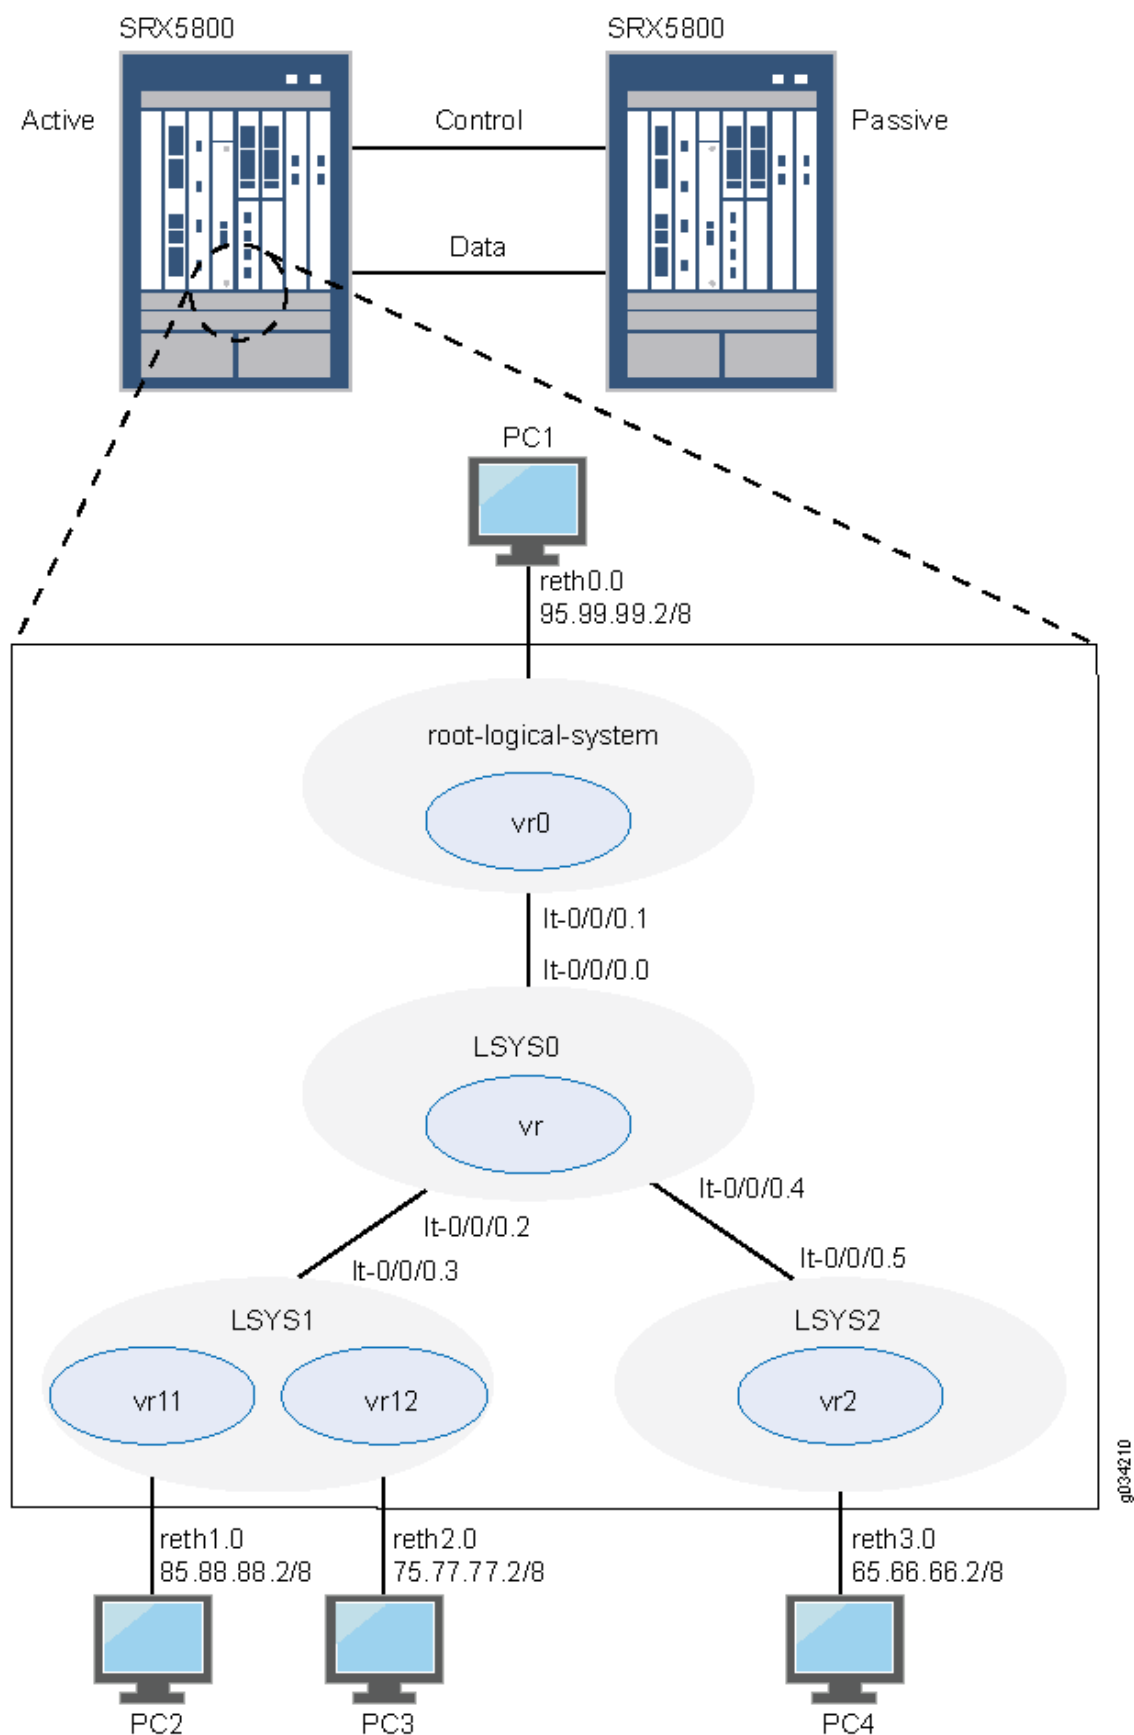 SRX5800
SRX5800
Active
Control
Passive
Data
PC1
reth0.0
95.99.99.2/8
root-logical-system
vr0
lt-0/0/0.1
lt-0/0/0.0
LSYS0
vr
lt-0/0/0.4
lt-0/0/0.2
lt-0/0/0.5
lt-0/0/0.3
LSYS1
LSYS2
vr11
vr12
vr2
g034210
reth1.0
85.88.88.2/8
reth2.0
75.77.77.2/8
reth3.0
65.66.66.2/8
PC2
PC3
PC4